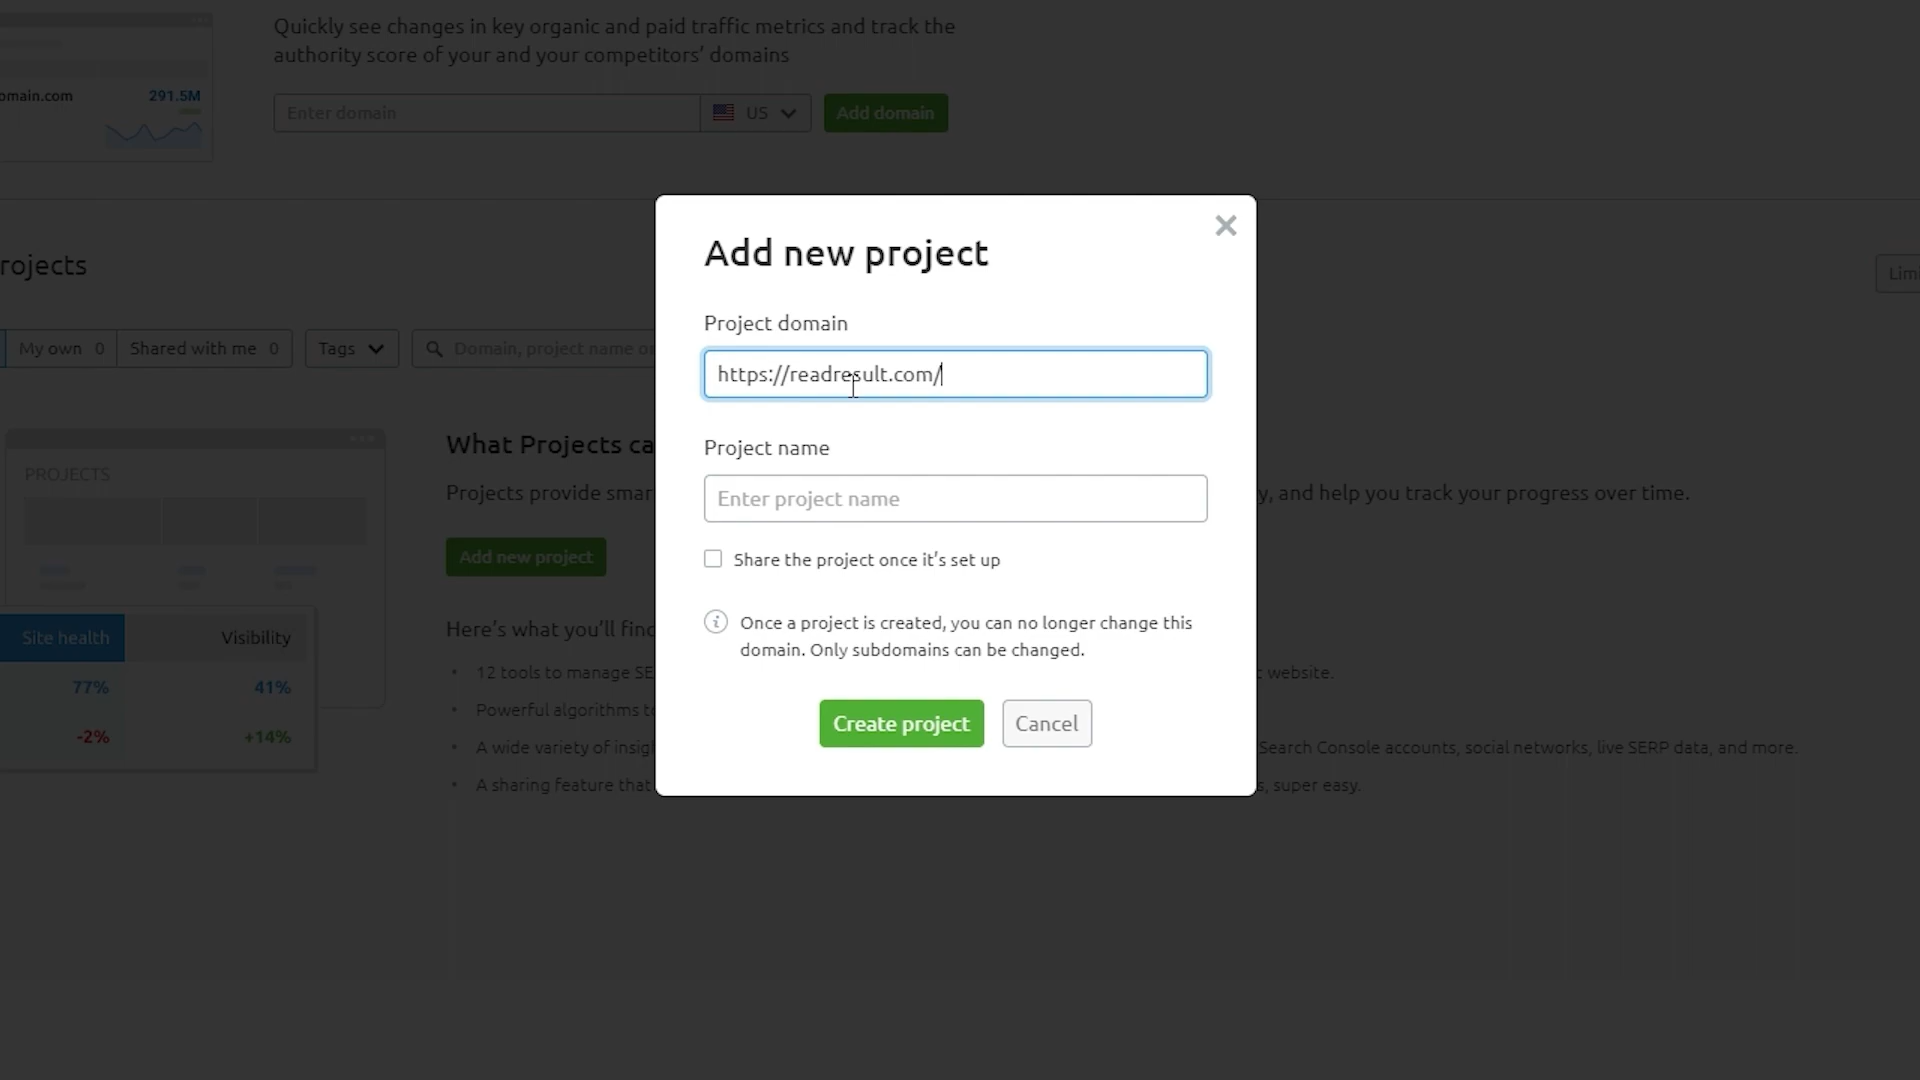 Quickly see changes in key organic and paid traffic metrics and track the
authority score of your and your competitors' domains
omain.com 291.5M
Enter domain US Add domain
rojects
Lim
My own 0 Shared with me 0 Tags Domain, project name o
Add new project
Project domain
https://readresult.com/
Project name
Enter project name
Share the project once it's set up
Once a project is created, you can no longer change this
domain. Only subdomains can be changed.
Create project Cancel
PROJECTS
Site health Visibility
77% 41%
-2% +14%
What Projects ca
Projects provide smar y, and help you track your progress over time.
Add new project
Here's what you'll find
• 12 tools to manage SE website.
• Powerful algorithms t
• A wide variety of insig Search Console accounts, social networks, live SERP data, and more.
• A sharing feature that s, super easy.